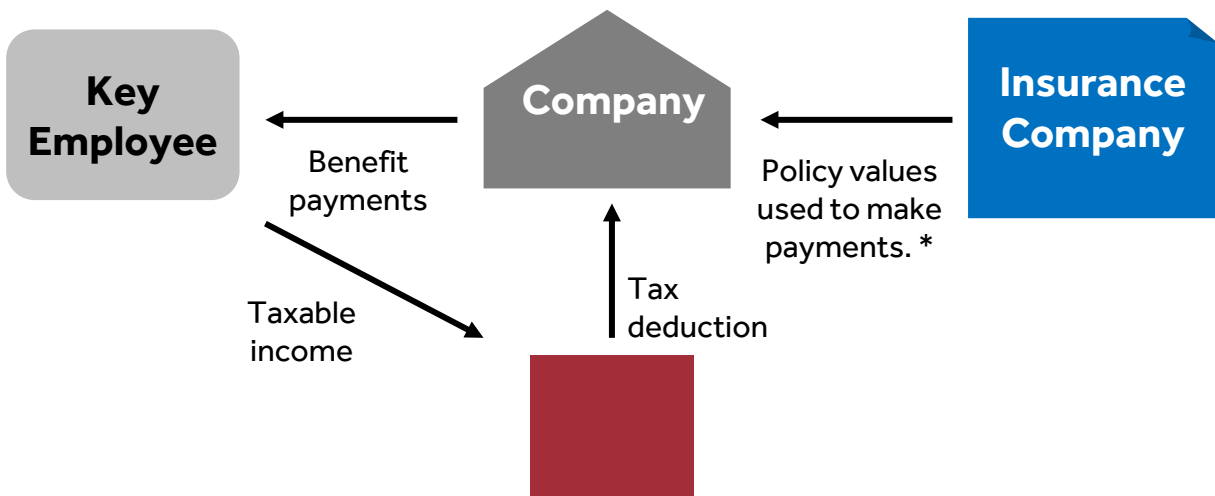 Key
Employee
Company
Insurance
Company
Benefit
payments
Policy values
used to make
payments. *
Taxable
income
Tax
deduction